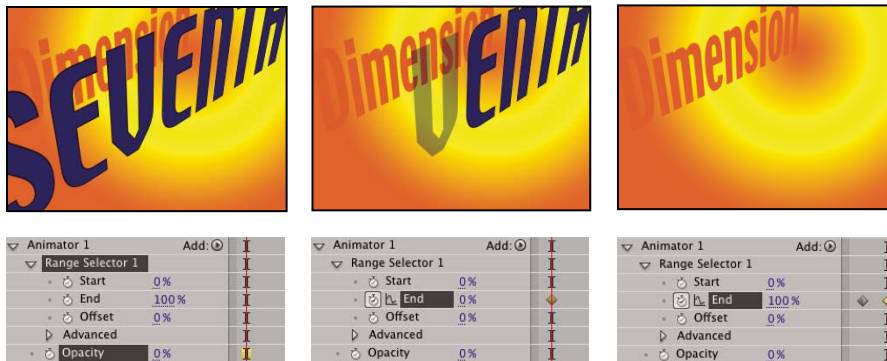 Dimension
SEVENTH
Dimension
VENTH
Dimension
Animator 1 Add:
Range Selector 1
Start 0%
End 100%
Offset 0%
Advanced
Opacity 0%
Animator 1 Add:
Range Selector 1
Start 0%
End 0%
Offset 0%
Advanced
Opacity 0%
Animator 1 Add:
Range Selector 1
Start 0%
End 100%
Offset 0%
Advanced
Opacity 0%